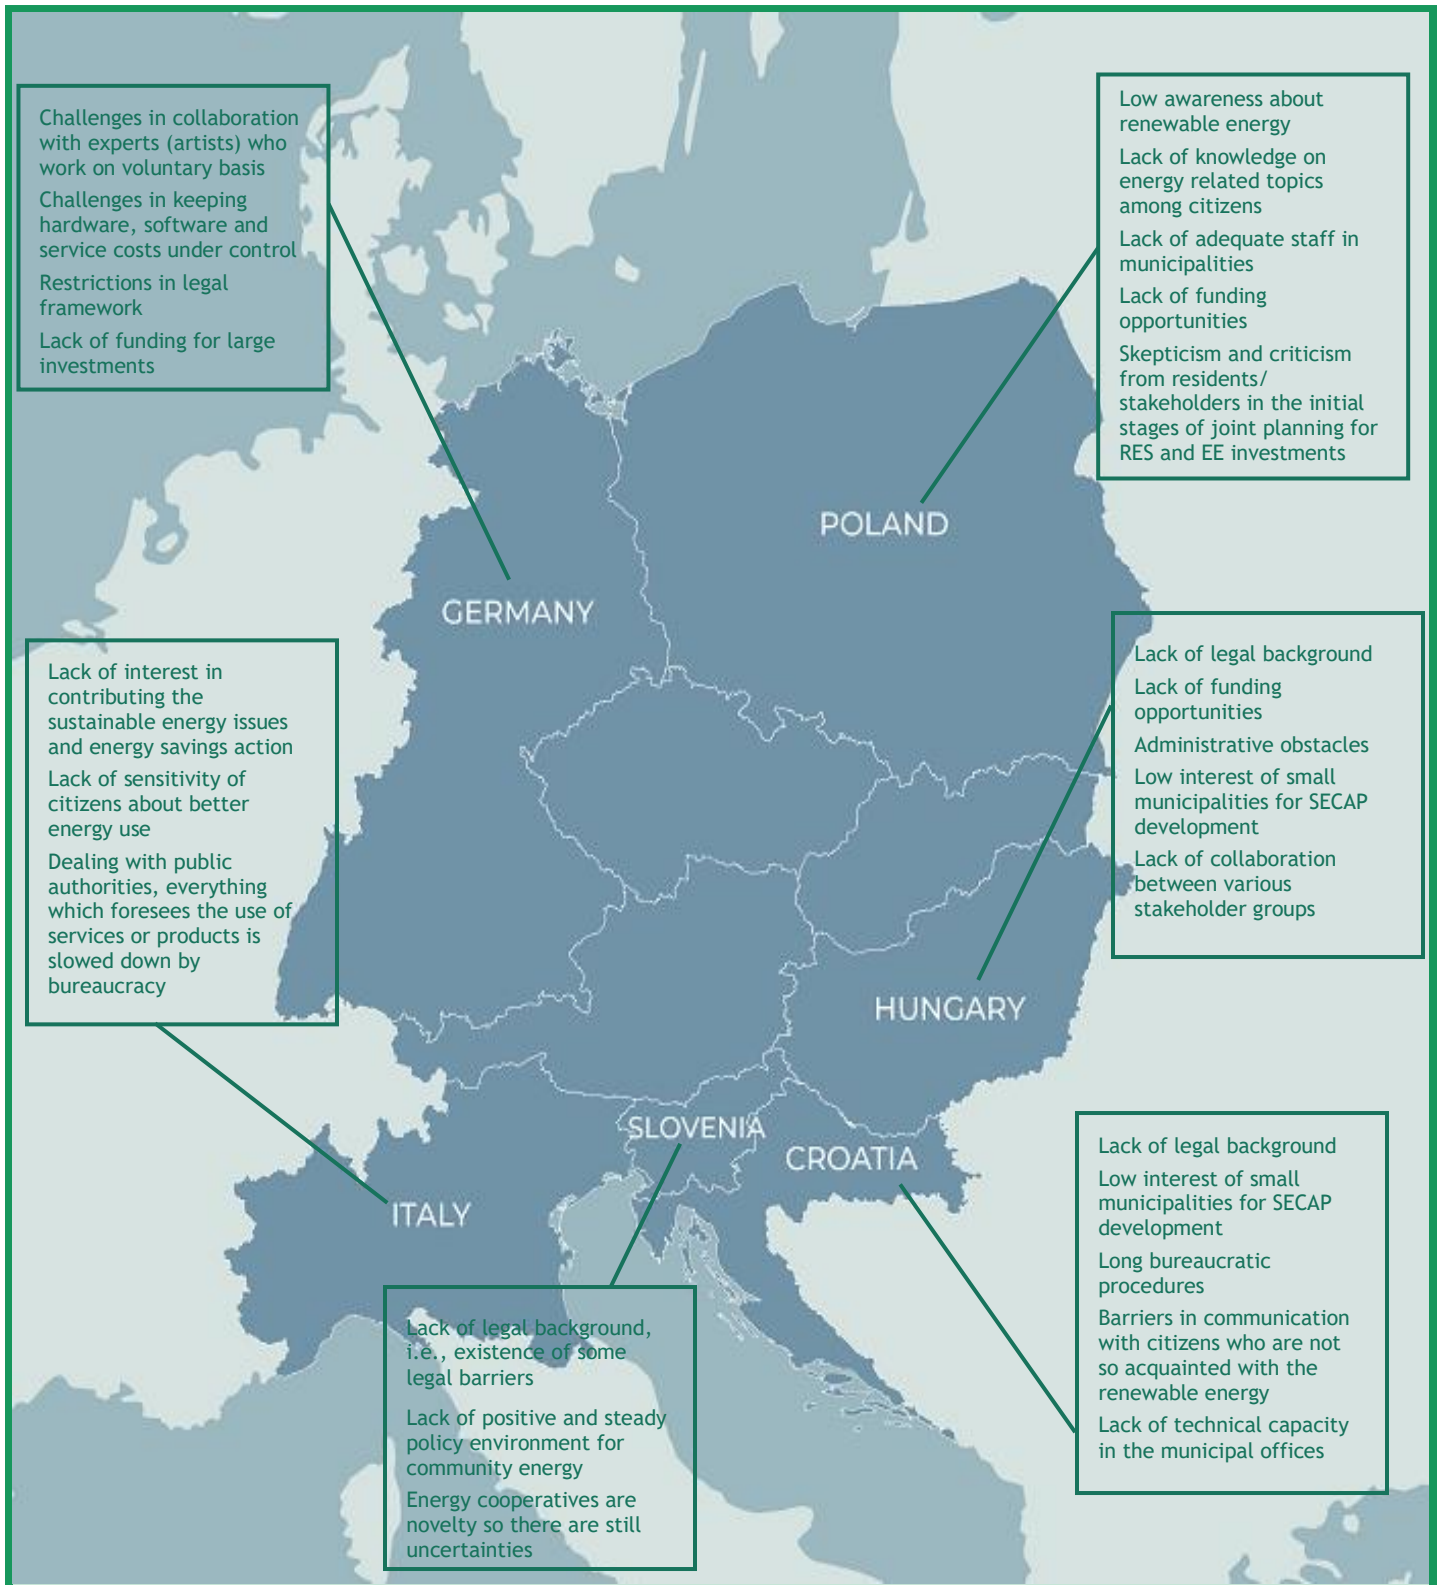 Challenges in collaboration
with experts (artists) who
work on voluntary basis
Challenges in keeping
hardware, software and
service costs under control
Restrictions in legal
framework
Lack of funding for large
investments
Low awareness about
renewable energy
Lack of knowledge on
energy related topics
among citizens
Lack of adequate staff in
municipalities
Lack of funding
opportunities
Skepticism and criticism
from residents/
stakeholders in the initial
stages of joint planning for
RES and EE investments
POLAND
GERMANY
Lack of interest in
contributing the
sustainable energy issues
and energy savings action
Lack of sensitivity of
citizens about better
energy use
Dealing with public
authorities, everything
which foresees the use of
services or products is
slowed down by
bureaucracy
Lack of legal background
Lack of funding
opportunities
Administrative obstacles
Low interest of small
municipalities for SECAP
development
Lack of collaboration
between various
stakeholder groups
HUNGARY
SLOVENIA
CROATIA
ITALY
Lack of legal background
Low interest of small
municipalities for SECAP
development
Long bureaucratic
procedures
Barriers in communication
with citizens who are not
so acquainted with the
renewable energy
Lack of technical capacity
in the municipal offices
Lack of legal background,
i.e., existence of some
legal barriers
Lack of positive and steady
policy environment for
community energy
Energy cooperatives are
novelty so there are still
uncertainties